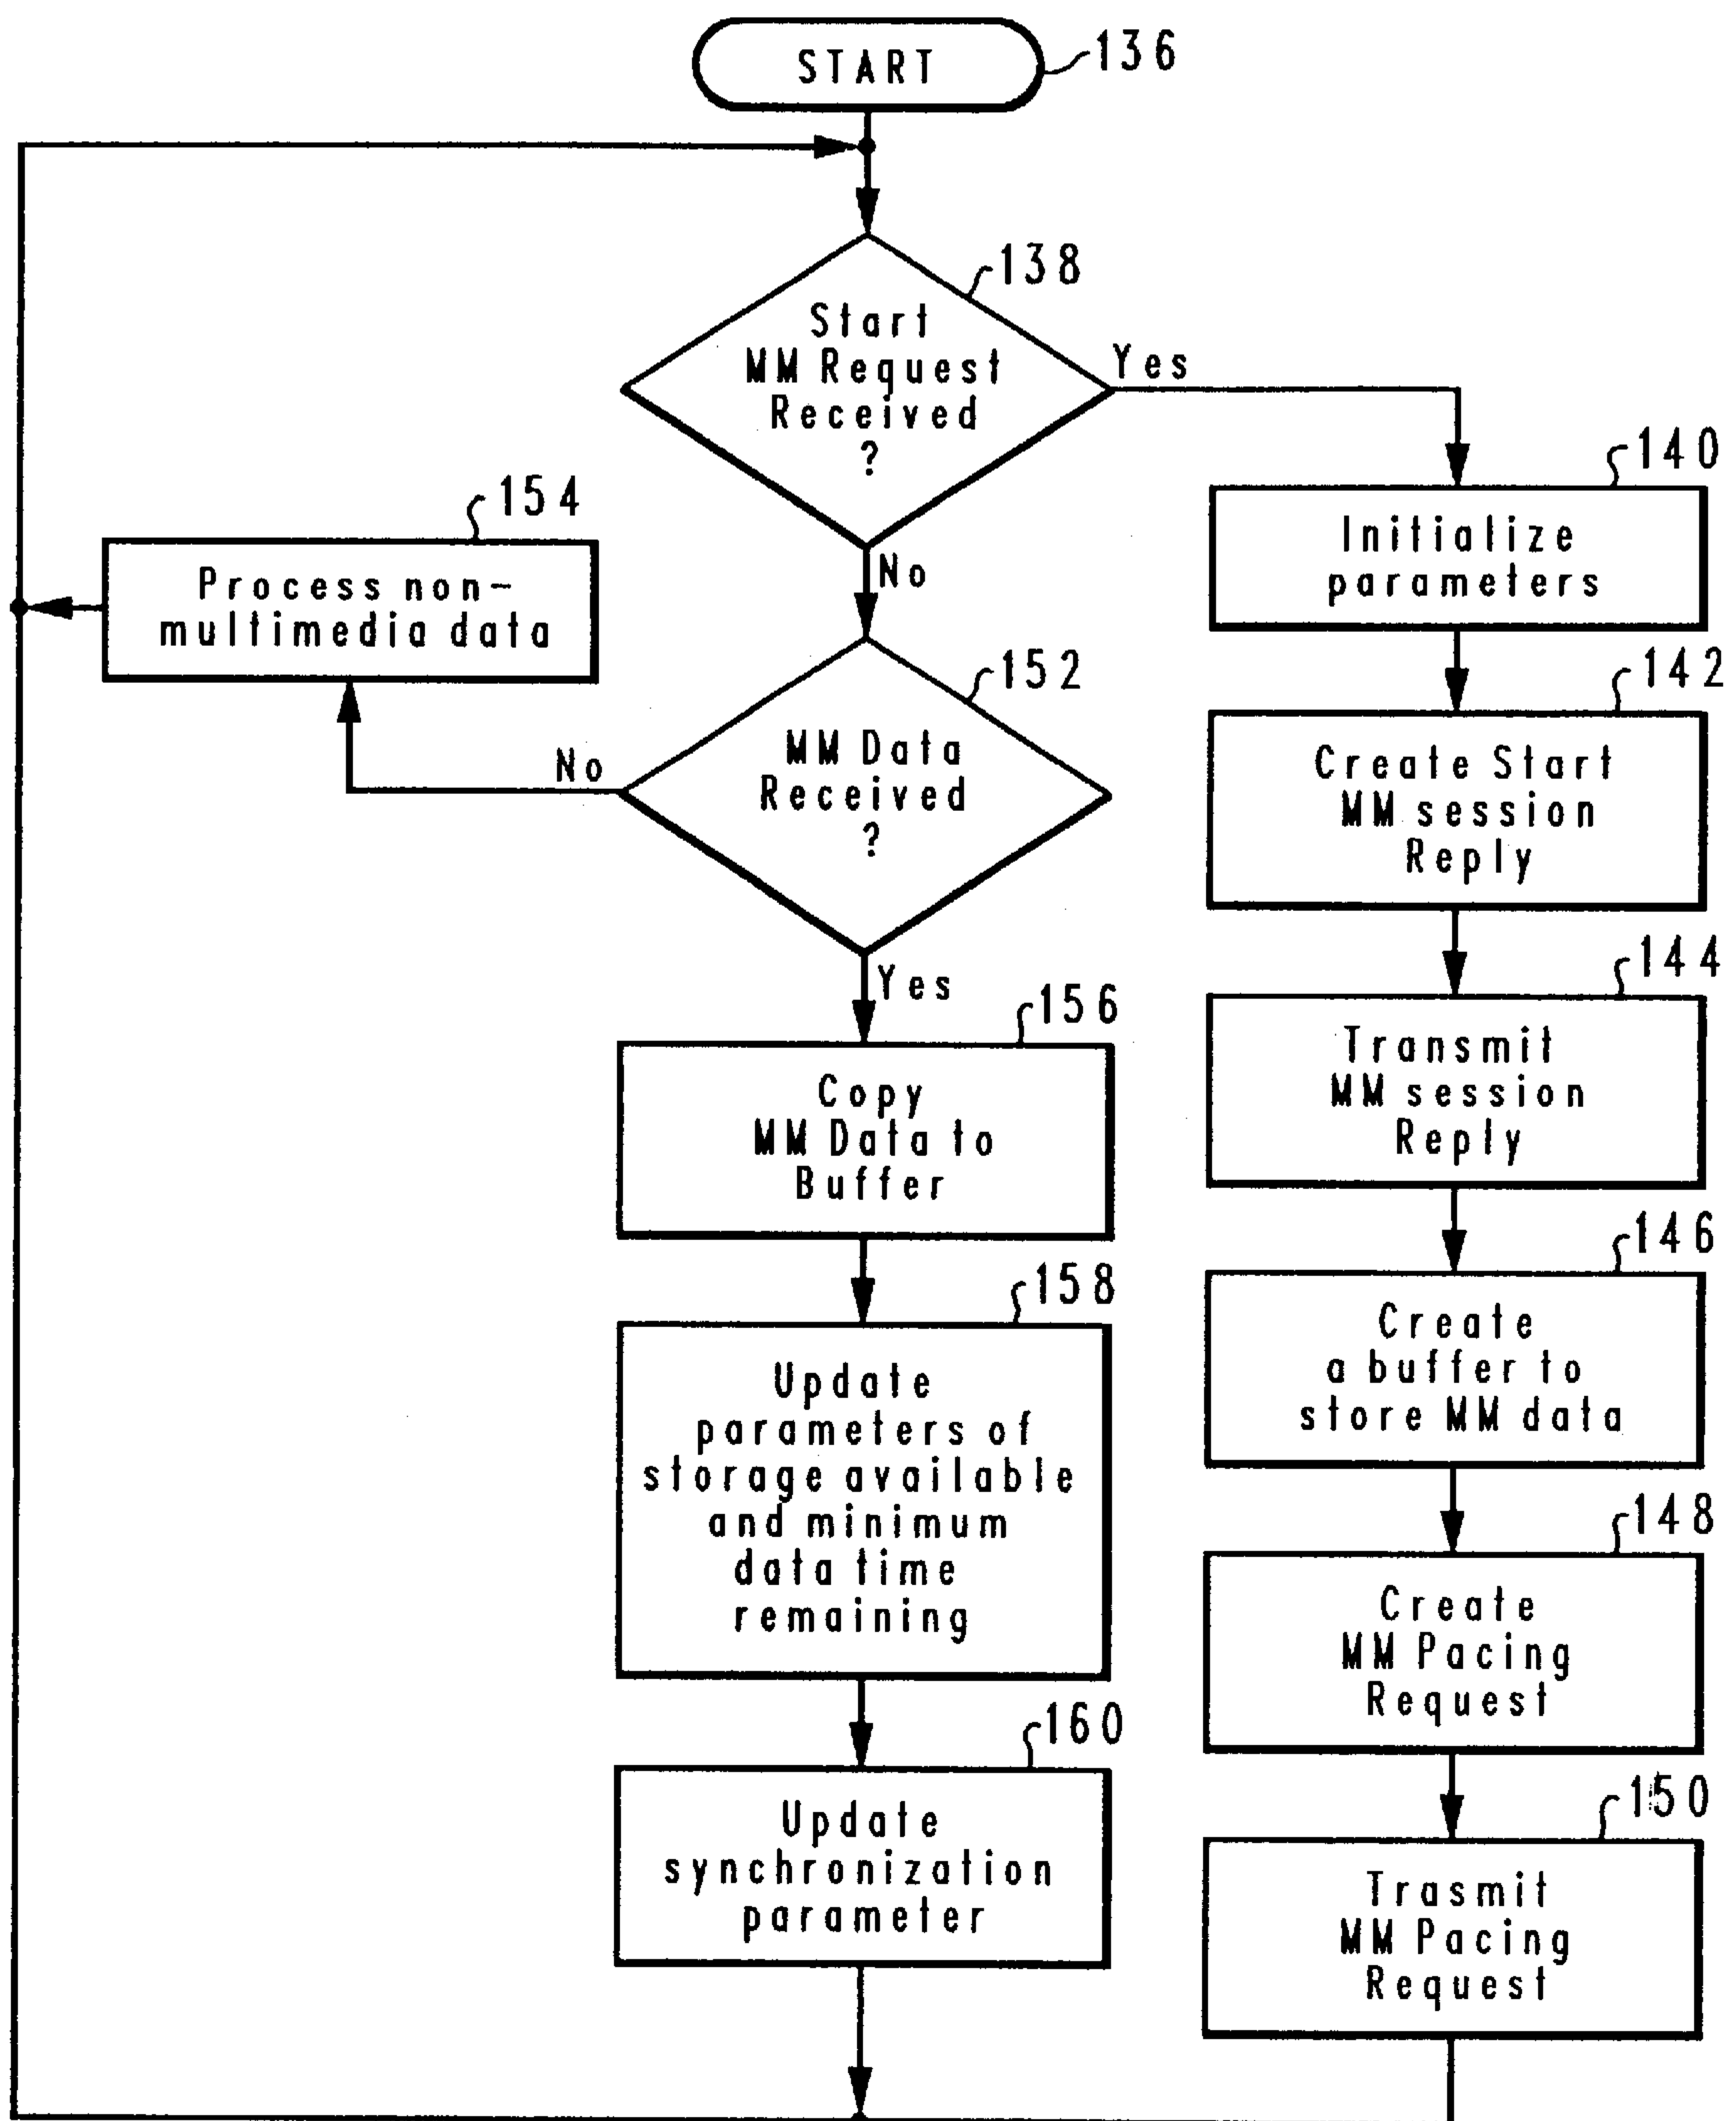 START
136
138
Start
MM Request
Received
?
Yes
No
140
Initialize
parameters
154
Process non-
multimedia data
142
Create Start
MM session
Reply
152
MM Data
Received
?
No
Yes
144
Transmit
MM session
Reply
156
Copy
MM Data to
Buffer
146
Create
a buffer to
store MM data
158
Update
parameters of
storage available
and minimum
data time
remaining
148
Create
MM Pacing
Request
160
Update
synchronization
parameter
150
Trasmit
MM Pacing
Request